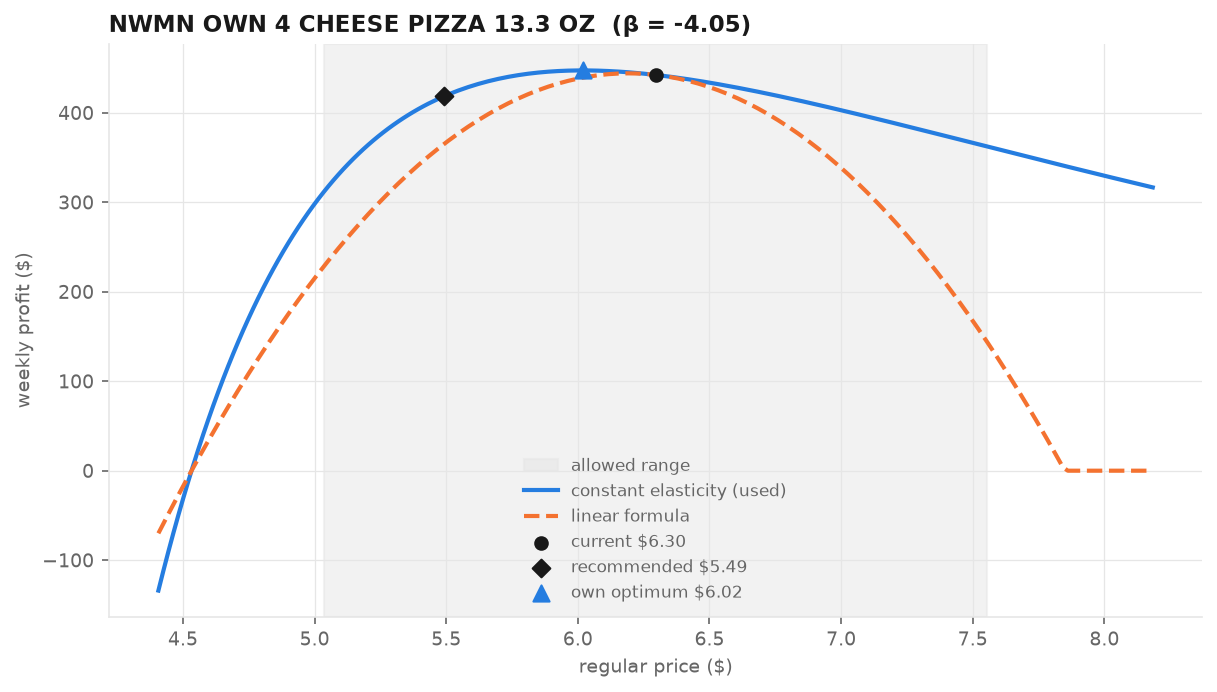 NWMN OWN 4 CHEESE PIZZA 13.3 OZ  (β = -4.05)
weekly profit ($)
400
300
200
100
0
−100
allowed range
constant elasticity (used)
linear formula
current $6.30
recommended $5.49
own optimum $6.02
4.5 5.0 5.5 6.0 6.5 7.0 7.5 8.0
regular price ($)